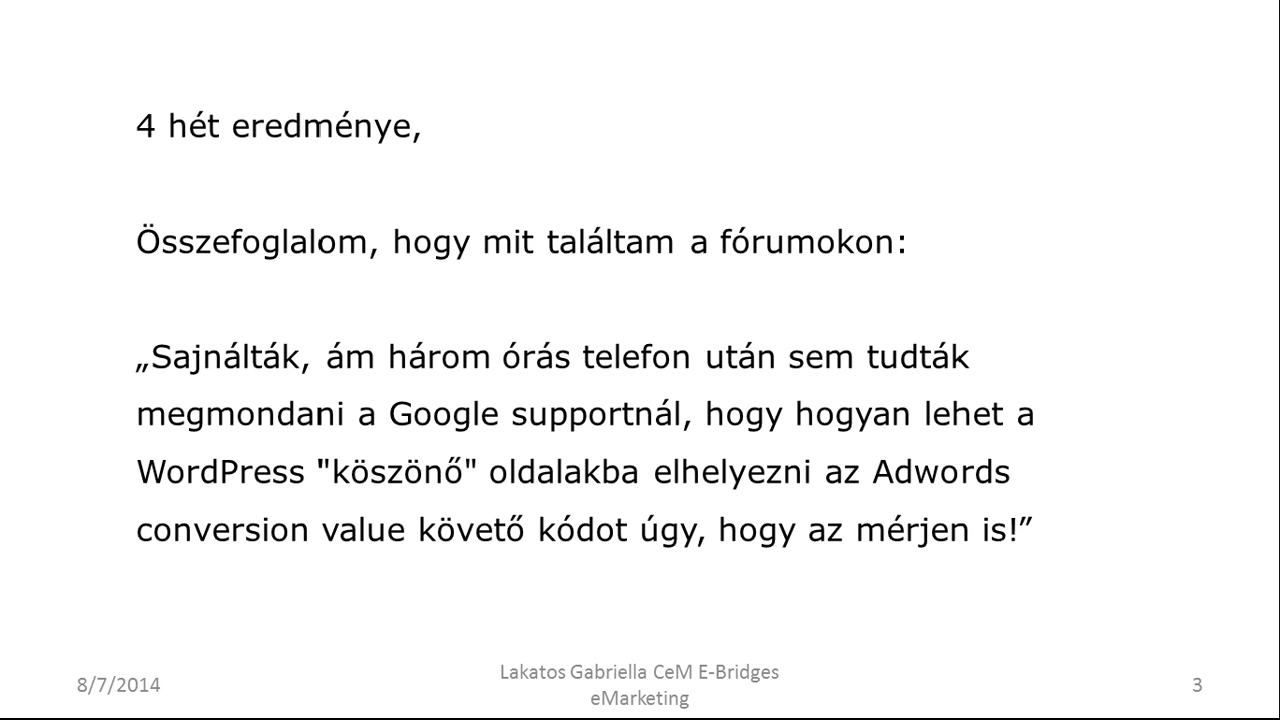 4 hét eredménye,
Összefoglalom, hogy mit találtam a fórumokon:
„Sajnálták, ám három órás telefon után sem tudták
megmondani a Google supportnál, hogy hogyan lehet a
WordPress "köszönő" oldalakba elhelyezni az Adwords
conversion value követő kódot úgy, hogy az mérjen is!”
8/7/2014
Lakatos Gabriella CeM E-Bridges
eMarketing
3